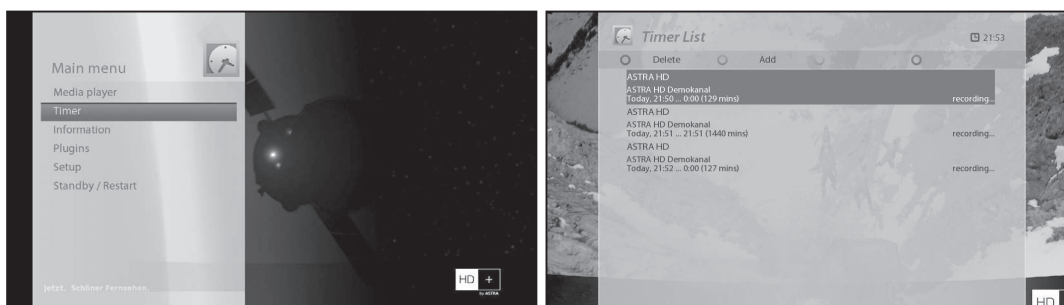 Main menu
Media player
Timer
Information
Plugins
Setup
Standby / Restart
Jetzt. Schöner Fernsehen.
HD +
by ASTRA
Timer List
21:53
Delete Add
ASTRA HD
ASTRA HD Demokanal
Today, 21:50 ... 0:00 (129 mins) recording...
ASTRA HD
ASTRA HD Demokanal
Today, 21:51 ... 21:51 (1440 mins) recording...
ASTRA HD
ASTRA HD Demokanal
Today, 21:52 ... 0:00 (127 mins) recording...
HD